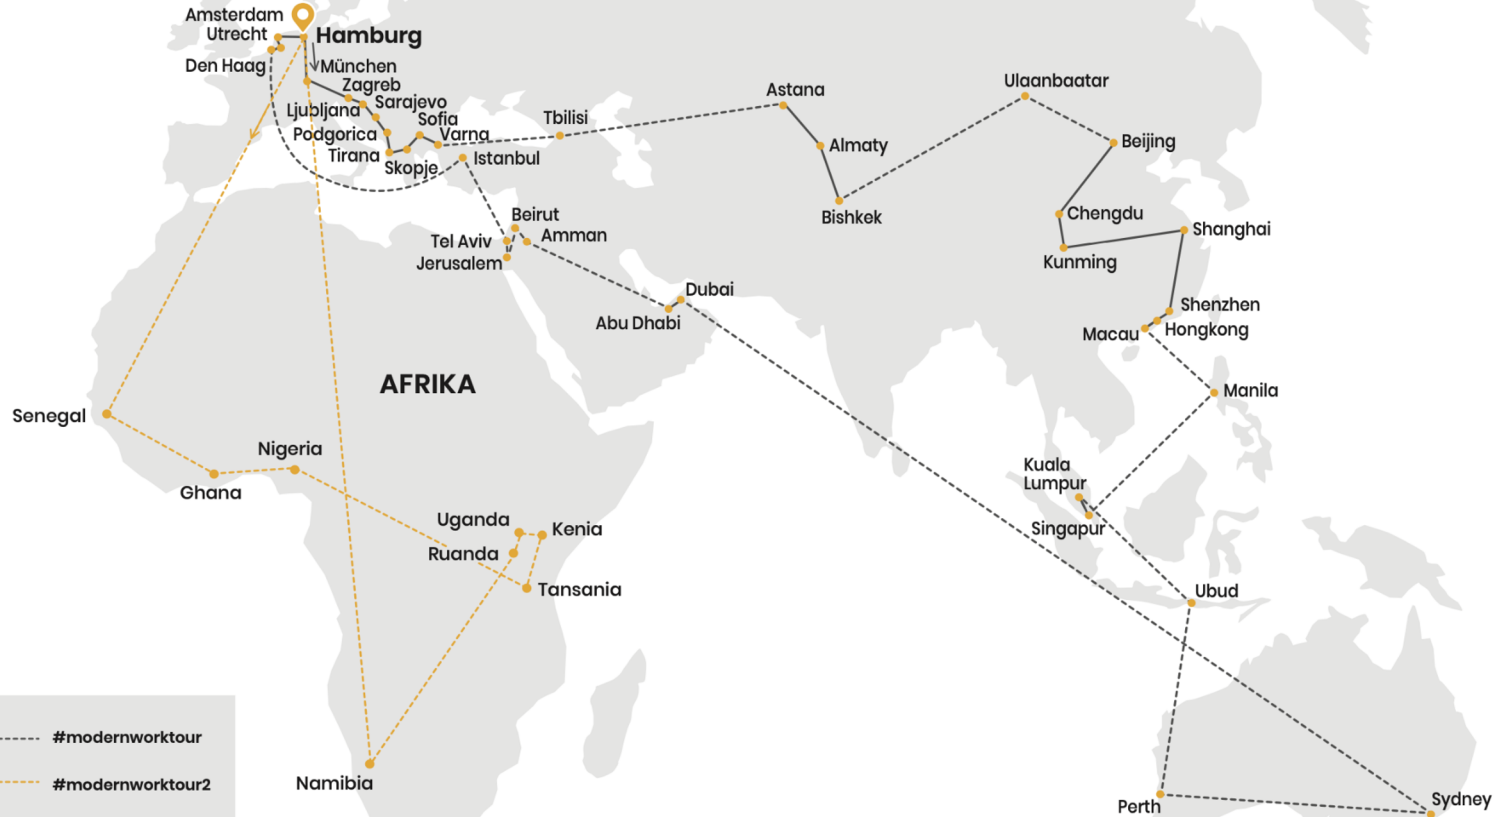 Amsterdam
Utrecht
Hamburg
Den Haag
München
Zagreb
Ljubljana
Sarajevo
Sofia
Podgorica
Varna
Tirana
Skopje
Istanbul
Tbilisi
Astana
Ulaanbaatar
Almaty
Beijing
Bishkek
Beirut
Tel Aviv
Amman
Jerusalem
Chengdu
Shanghai
Kunming
Dubai
Abu Dhabi
Shenzhen
Hongkong
Macau
AFRIKA
Manila
Senegal
Nigeria
Ghana
Kuala
Lumpur
Singapur
Uganda
Kenia
Ruanda
Tansania
Ubud
Namibia
Perth
Sydney
#modernworktour
#modernworktour2